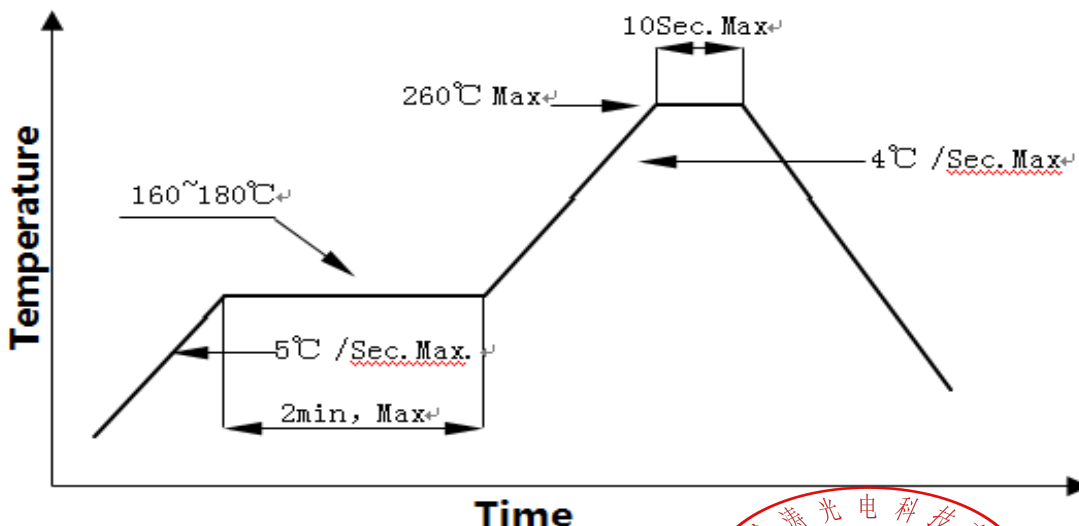 10Sec.Max
260℃ Max
4℃ /Sec.Max
160~180℃
5℃ /Sec.Max.
2min, Max
Temperature
Time
涛光电科技